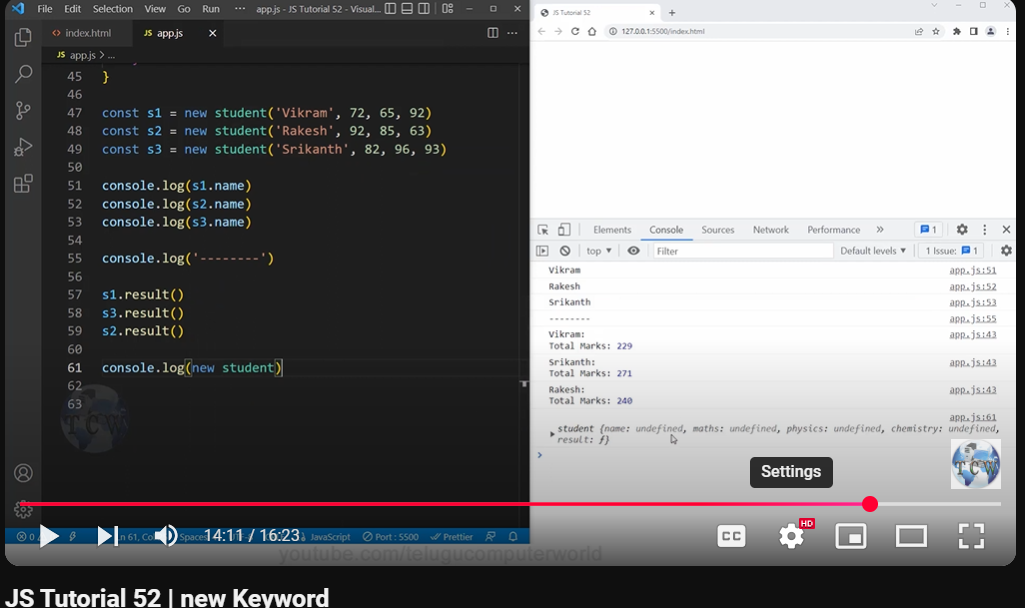 File Edit Selection View Go Run ··· app.js - JS Tutorial 52 - Visual...
index.html
JS app.js
JS app.js > ...
45 }
46
47 const s1 = new student('Vikram', 72, 65, 92)
48 const s2 = new student('Rakesh', 92, 85, 63)
49 const s3 = new student('Srikanth', 82, 96, 93)
50
51 console.log(s1.name)
52 console.log(s2.name)
53 console.log(s3.name)
54
55 console.log('--------')
56
57 s1.result()
58 s3.result()
59 s2.result()
60
61 console.log(new student)
62
63
TCW
JS Tutorial 52
127.0.0.1:5500/index.html
Elements Console Sources Network Performance » 1
top Filter Default levels 1 Issue: 1
Vikram app.js:51
Rakesh app.js:52
Srikanth app.js:53
-------- app.js:55
Vikram: app.js:43
Total Marks: 229
Srikanth: app.js:43
Total Marks: 271
Rakesh: app.js:43
Total Marks: 240
app.js:61
student {name: undefined, maths: undefined, physics: undefined, chemistry: undefined,
result: ƒ}
TCW
Settings
14:11 / 16:23
JavaScript Port : 5500 Prettier
CC HD
youtube.com/telugucomputerworld
JS Tutorial 52 | new Keyword